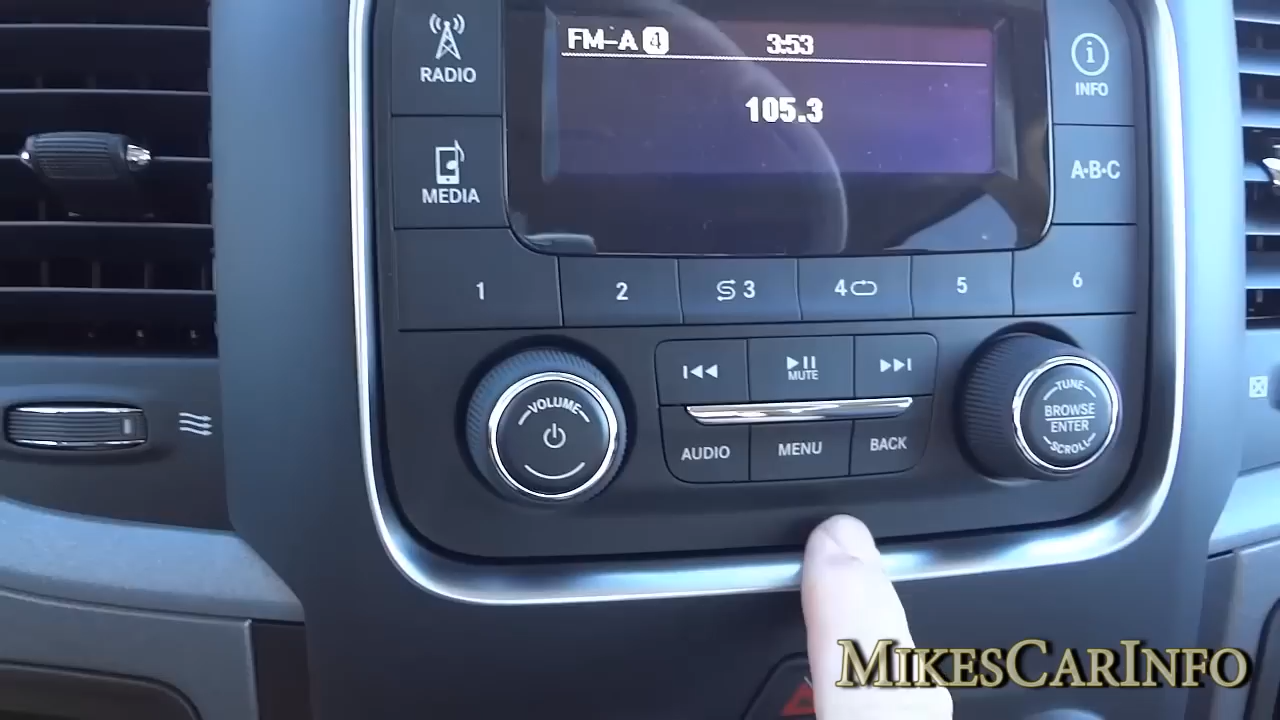 FM-A 4 3:53
105.3
RADIO
MEDIA
INFO
A·B·C
1 2 3 4 5 6
VOLUME
MUTE
AUDIO MENU BACK
TUNE
BROWSE
ENTER
SCROLL
MIKESCARINFO